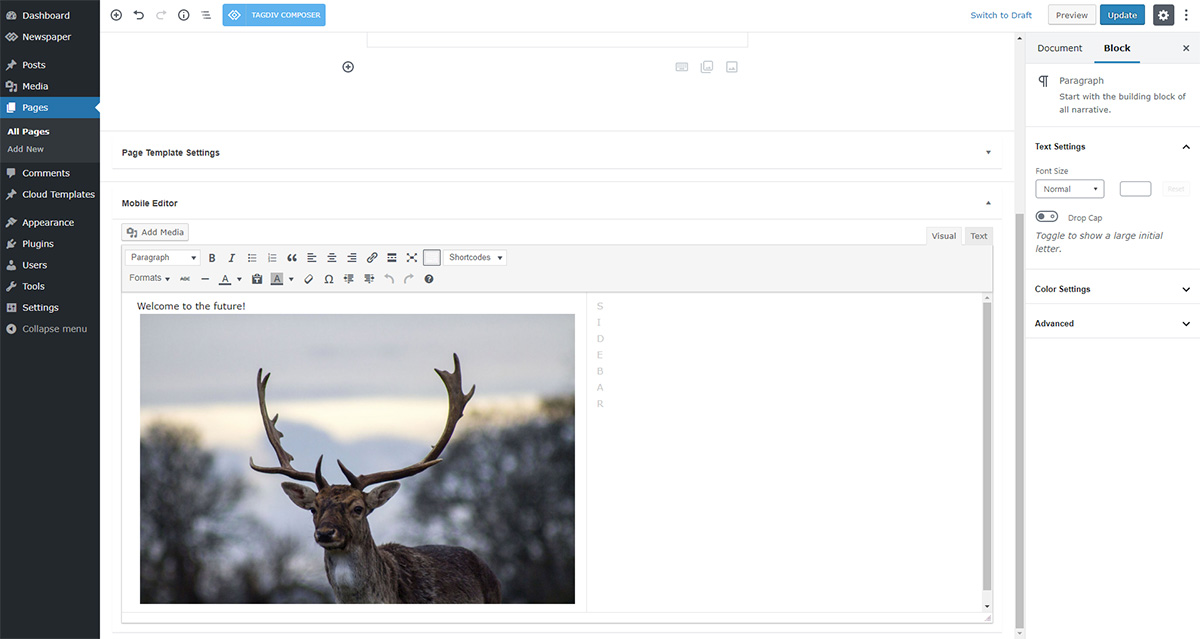 Dashboard
Newspaper
Posts
Media
Pages
All Pages
Add New
Comments
Cloud Templates
Appearance
Plugins
Users
Tools
Settings
Collapse menu
TAGDIV COMPOSER
Switch to Draft
Preview
Update
Page Template Settings
Mobile Editor
Add Media
Visual
Text
Paragraph
B
I
Shortcodes
Formats
ABC
A
A
Ω
Welcome to the future!
S
I
D
E
B
A
R
Document
Block
Paragraph
Start with the building block of
all narrative.
Text Settings
Font Size
Normal
Reset
Drop Cap
Toggle to show a large initial
letter.
Color Settings
Advanced